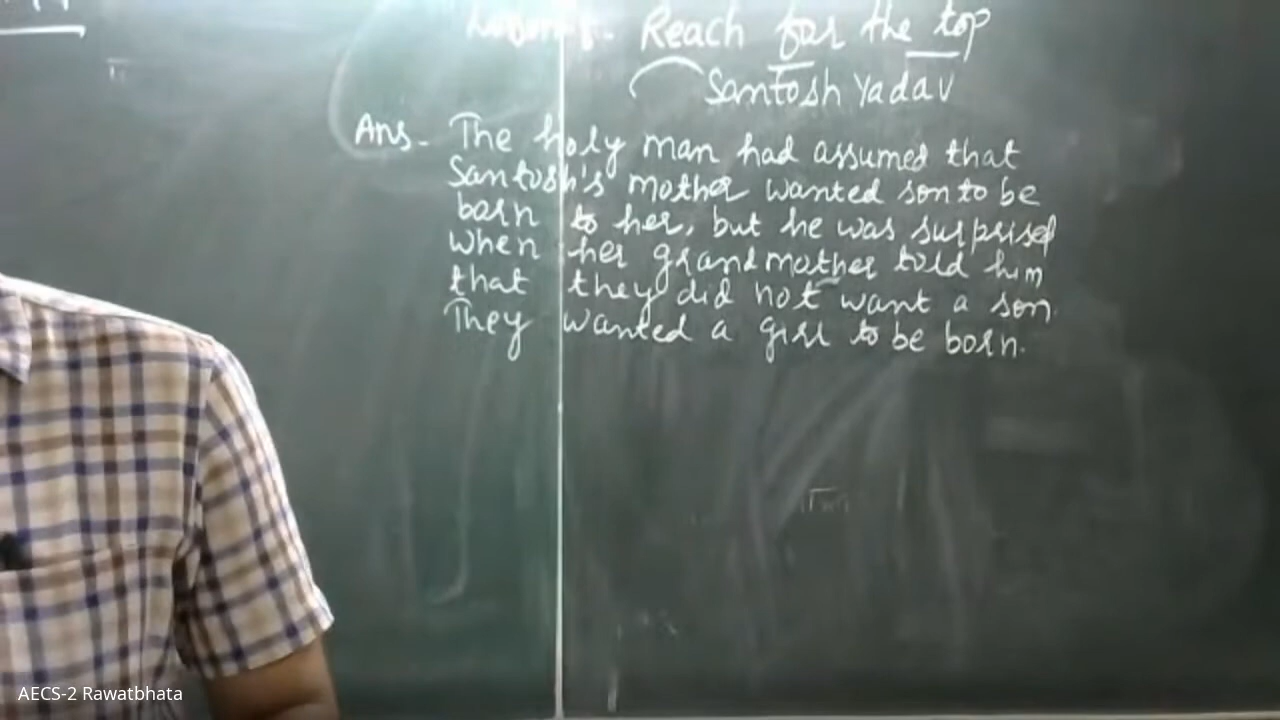 Reach for the top
Santosh Yadav
Ans- The holy man had assumed that
Santosh's mother wanted son to be
born to her, but he was surprised
when her grandmother told him
that they did not want a son.
They wanted a girl to be born.
AECS-2 Rawatbhata